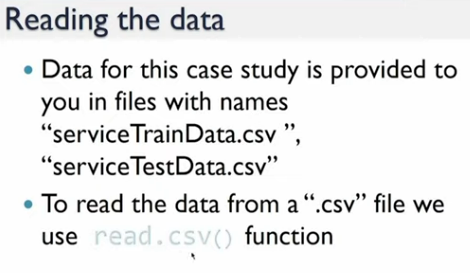 Reading the data
• Data for this case study is provided to
you in files with names
“serviceTrainData.csv ”,
“serviceTestData.csv”
• To read the data from a “.csv” file we
use read.csv() function